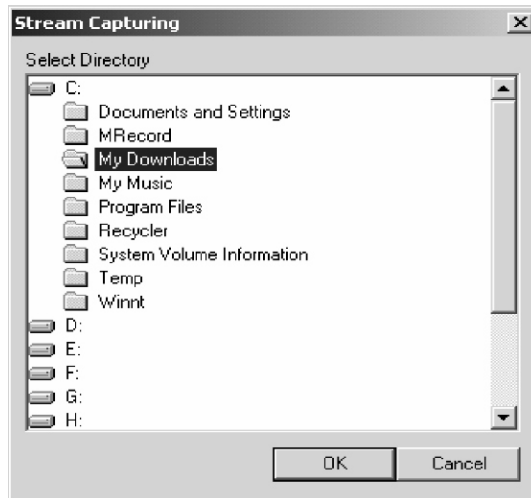 Stream Capturing
Select Directory
C:
Documents and Settings
MRecord
My Downloads
My Music
Program Files
Recycler
System Volume Information
Temp
Winnt
D:
E:
F:
G:
H:
OK
Cancel